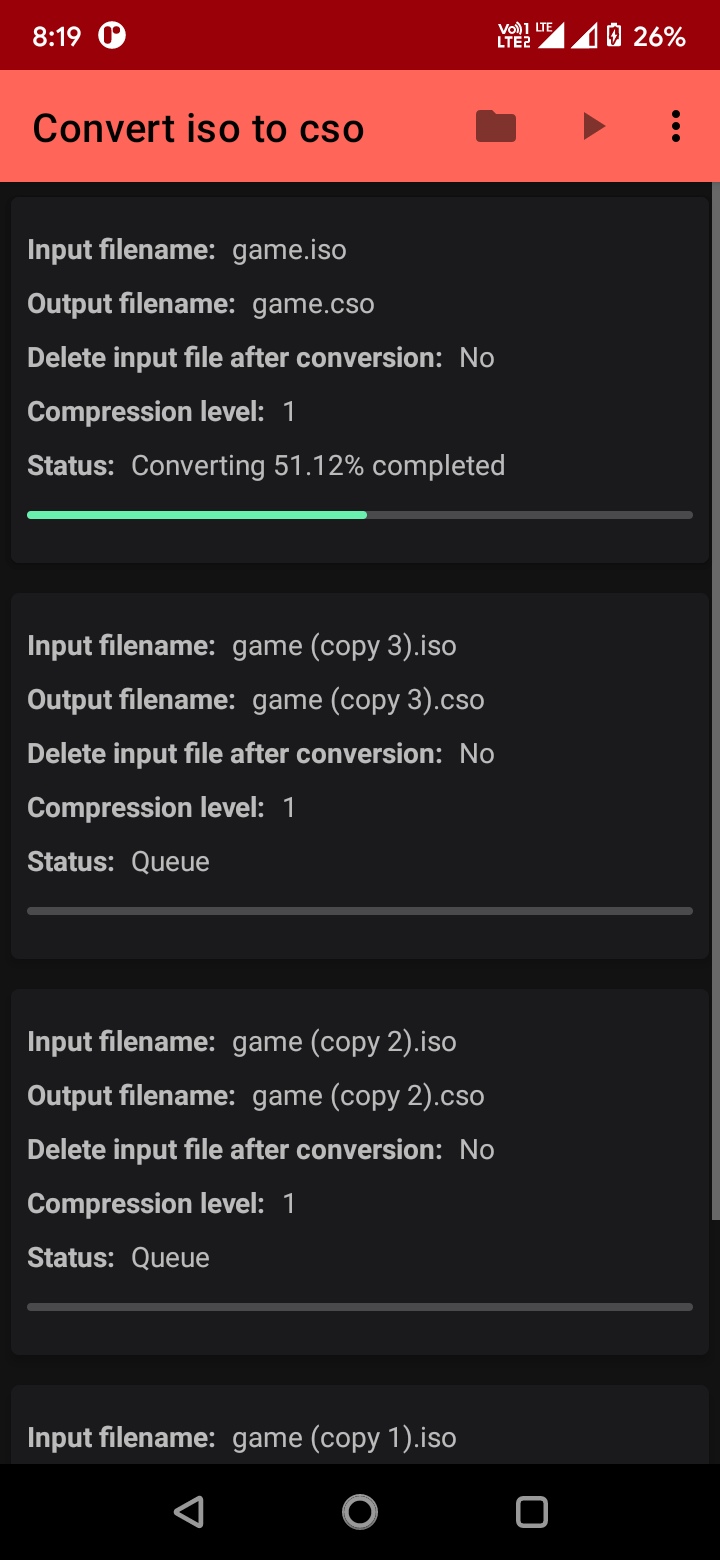 8:19 Vo))1 LTE2 LTE 26%
Convert iso to cso
Input filename: game.iso
Output filename: game.cso
Delete input file after conversion: No
Compression level: 1
Status: Converting 51.12% completed
Input filename: game (copy 3).iso
Output filename: game (copy 3).cso
Delete input file after conversion: No
Compression level: 1
Status: Queue
Input filename: game (copy 2).iso
Output filename: game (copy 2).cso
Delete input file after conversion: No
Compression level: 1
Status: Queue
Input filename: game (copy 1).iso